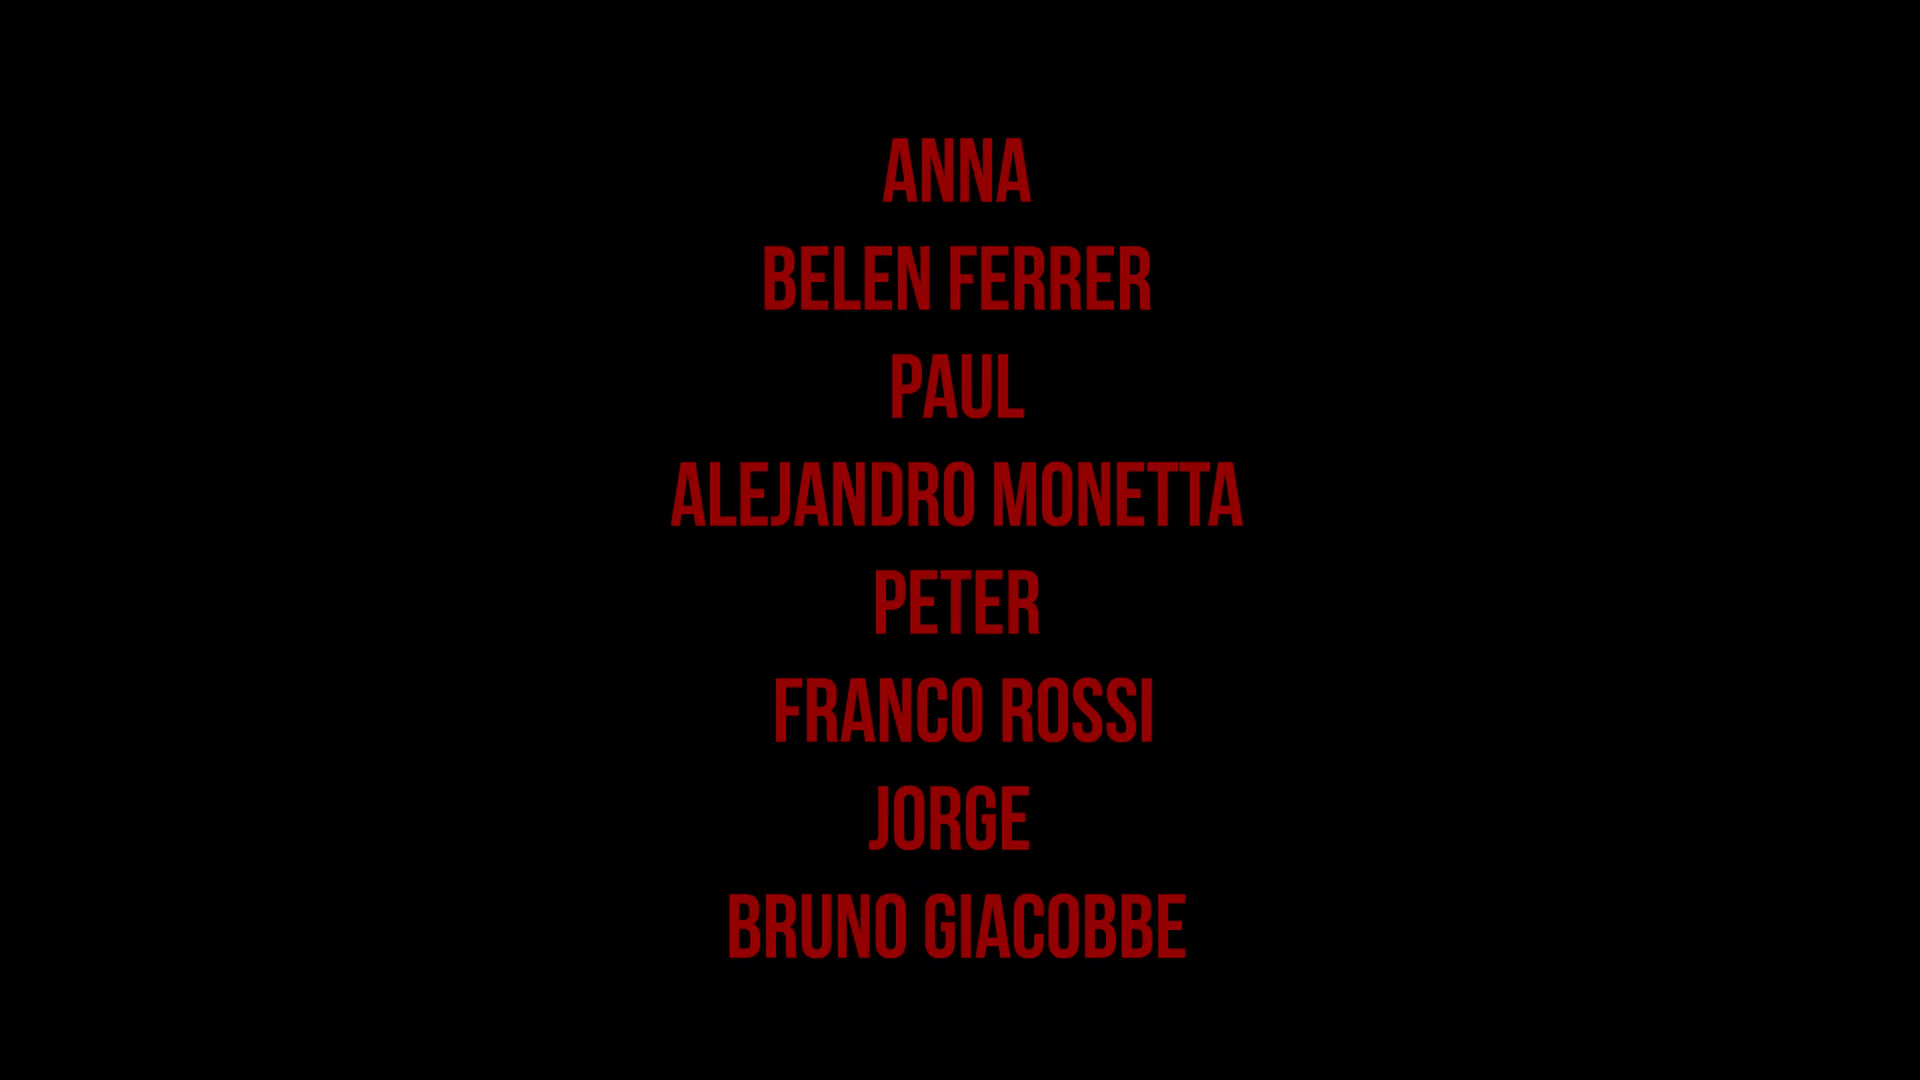 ANNA
BELEN FERRER
PAUL
ALEJANDRO MONETTA
PETER
FRANCO ROSSI
JORGE
BRUNO GIACOBBE